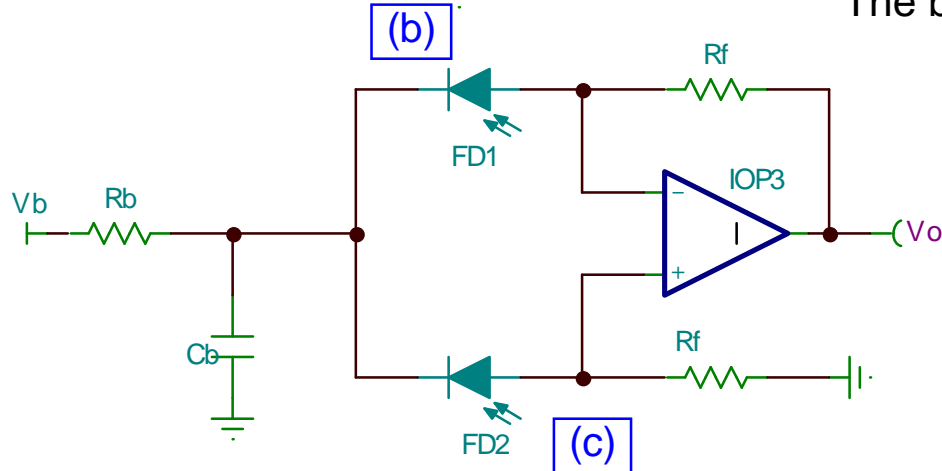 The b
(b)
Rf
FD1
IOP3
Vb
Rb
−
Vo
+
Cb
Rf
FD2
(c)